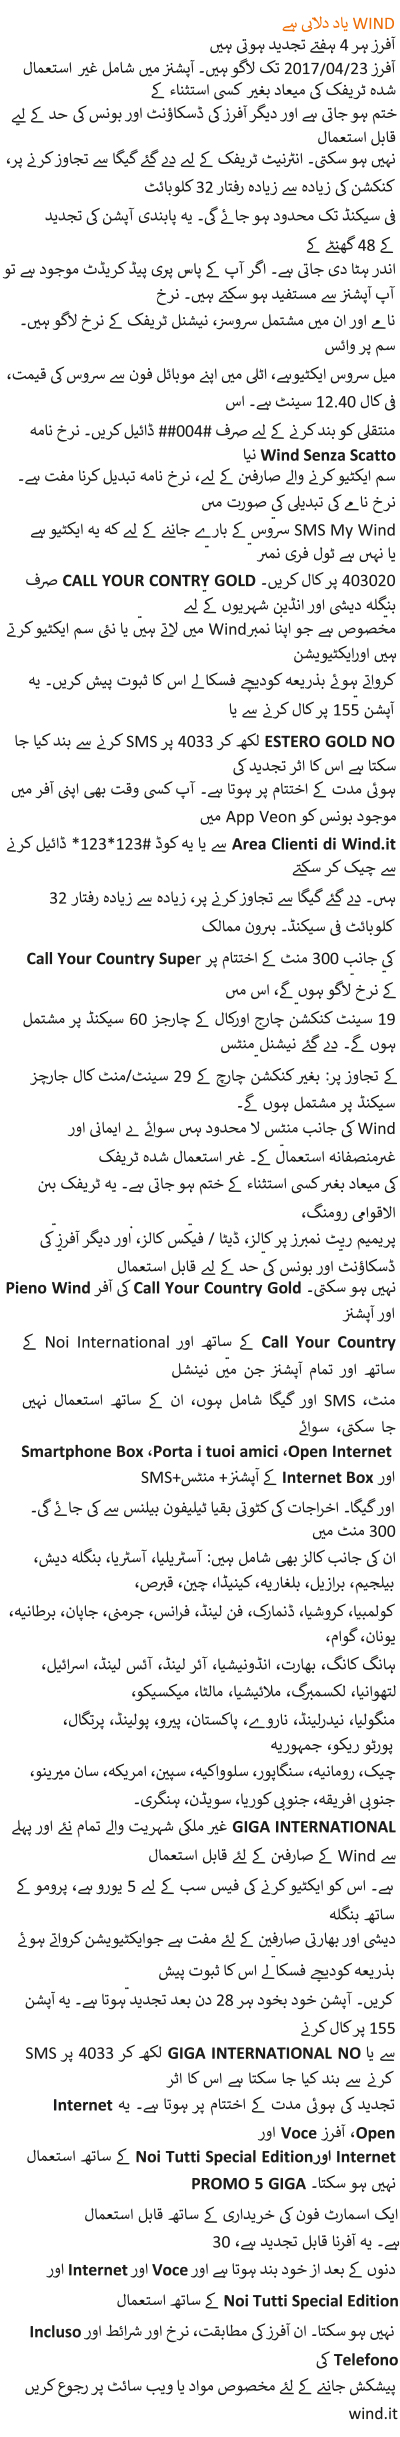 WIND یاد دلاتی ہے
آفرز ہر 4 ہفتے تجدید ہوتی ہیں
آفرز 2017/04/23 تک لاگو ہیں۔ آپشنز میں شامل غیر استعمال
شدہ ٹریفک کی میعاد بغیر کسی استثناء کے
ختم ہو جاتی ہے اور دیگر آفرز کی ڈسکاؤنٹ اور بونس کی حد کے لیے
قابل استعمال
نہیں ہو سکتی۔ انٹرنیٹ ٹریفک کے لیے دیے گئے گیگا سے تجاوز کرنے پر،
کنکشن کی زیادہ سے زیادہ رفتار 32 کلوبائٹ
فی سیکنڈ تک محدود ہو جائے گی۔ یہ پابندی آپشن کی تجدید
کے 48 گھنٹے کے
اندر ہٹا دی جاتی ہے۔ اگر آپ کے پاس پری پیڈ کریڈٹ موجود ہے تو
آپ آپشنز سے مستفید ہو سکتے ہیں۔ نرخ
نامے اور ان میں مشتمل سروسز، نیشنل ٹریفک کے نرخ لاگو ہیں۔
سم پر وائس
میل سروس ایکٹیوہے، اٹلی میں اپنے موبائل فون سے سروس کی قیمت،
فی کال 12.40 سینٹ ہے۔ اس
منتقلی کو بند کرنے کے لیے صرف #004## ڈائیل کریں۔ نرخ نامہ
Wind Senza Scatto نیا
سم ایکٹیو کرنے والے صارفین کے لیے، نرخ نامہ تبدیل کرنا مفت ہے۔
نرخ نامے کی تبدیلی کی صورت میں
SMS My Wind سروس کے بارے جاننے کے لیے کہ یہ ایکٹیو ہے
یا نہیں ہے ٹول فری نمبر
403020 پر کال کریں۔ CALL YOUR CONTRY GOLD صرف
بنگلہ دیشی اور انڈین شہریوں کے لیے
مخصوص ہے جو اپنا نمبرWind میں لاتے ہیں یا نئی سم ایکٹیو کرتے
ہیں اورایکٹیویشن
کرواتے ہوئے بذریعہ کودیچے فسکالے اس کا ثبوت پیش کریں۔ یہ
آپشن 155 پر کال کرنے سے یا
ESTERO GOLD NO لکھ کر 4033 پر SMS کرنے سے بند کیا جا
سکتا ہے اس کا اثر تجدید کی
ہوئی مدت کے اختتام پر ہوتا ہے۔ آپ کسی وقت بھی اپنی آفر میں
موجود بونس کو App Veon میں
Area Clienti di Wind.it سے یا یہ کوڈ #123*123* ڈائیل کرنے
سے چیک کر سکتے
ہیں۔ دیے گئے گیگا سے تجاوز کرنے پر، زیادہ سے زیادہ رفتار 32
کلوبائٹ فی سیکنڈ۔ بیرون ممالک
کی جانب 300 منٹ کے اختتام پر Call Your Country Super
کے نرخ لاگو ہوں گے، اس میں
19 سینٹ کنکشن چارج اورکال کے چارجز 60 سیکنڈ پر مشتمل
ہوں گے۔ دیے گئے نیشنل منٹس
کے تجاوز پر: بغیر کنکشن چارچ کے 29 سینٹ/منٹ کال جارچز
سیکنڈ پر مشتمل ہوں گے۔
Wind کی جانب منٹس لا محدود ہیں سوائے بے ایمانی اور
غیرمنصفانہ استعمال کے۔ غیر استعمال شدہ ٹریفک
کی میعاد بغیر کسی استثناء کے ختم ہو جاتی ہے۔ یہ ٹریفک بین
الاقوامی رومنگ،
پریمیم ریٹ نمبرز پر کالز، ڈیٹا / فیکس کالز، اور دیگر آفرز کی
ڈسکاؤنٹ اور بونس کی حد کے لیے قابل استعمال
نہیں ہو سکتی۔ Call Your Country Gold کی آفر Pieno Wind
اور آپشنز
Call Your Country کے ساتھ اور Noi International کے
ساتھ اور تمام آپشنز جن میں نیشنل
منٹ، SMS اور گیگا شامل ہوں، ان کے ساتھ استعمال نہیں
جا سکتی، سوائے
Smartphone Box ،Porta i tuoi amici ،Open Internet
اور Internet Box کے آپشنز+ منٹس+SMS
اور گیگا۔ اخراجات کی کٹوتی بقیا ٹیلیفون بیلنس سے کی جائے گی۔
300 منٹ میں
ان کی جانب کالز بھی شامل ہیں: آسٹریلیا، آسٹریا، بنگلہ دیش،
بیلجیم، برازیل، بلغاریہ، کینیڈا، چین، قبرص،
کولمبیا، کروشیا، ڈنمارک، فن لینڈ، فرانس، جرمنی، جاپان، برطانیہ،
یونان، گوام،
ہانگ کانگ، بھارت، انڈونیشیا، آئر لینڈ، آئس لینڈ، اسرائیل،
لتھوانیا، لکسمبرگ، ملائیشیا، مالٹا، میکسیکو،
منگولیا، نیدرلینڈ، ناروے، پاکستان، پیرو، پولینڈ، پرتگال،
پورٹو ریکو، جمہوریہ
چیک، رومانیہ، سنگاپور، سلوواکیہ، سپین، امریکہ، سان میرینو،
جنوبی افریقہ، جنوبی کوریا، سویڈن، ہنگری۔
GIGA INTERNATIONAL غیر ملکی شہریت والے تمام نئے اور پہلے
سے Wind کے صارفین کے لئے قابل استعمال
ہے۔ اس کو ایکٹیو کرنے کی فیس سب کے لیے 5 یورو ہے، پرومو کے
ساتھ بنگلہ
دیشی اور بھارتی صارفین کے لئے مفت ہے جوایکٹیویشن کرواتے ہوئے
بذریعہ کودیچے فسکالے اس کا ثبوت پیش
کریں۔ آپشن خود بخود ہر 28 دن بعد تجدید ہوتا ہے۔ یہ آپشن
155 پر کال کرنے
سے یا GIGA INTERNATIONAL NO لکھ کر 4033 پر SMS
کرنے سے بند کیا جا سکتا ہے اس کا اثر
تجدید کی ہوئی مدت کے اختتام پر ہوتا ہے۔ یہ Internet
Open، آفرز Voce اور
Internet اورNoi Tutti Special Edition کے ساتھ استعمال
نہیں ہو سکتا۔ PROMO 5 GIGA
ایک اسمارٹ فون کی خریداری کے ساتھ قابل استعمال
ہے۔ یہ آفرنا قابل تجدید ہے، 30
دنوں کے بعد از خود بند ہوتا ہے اور Voce اور Internet اور
Noi Tutti Special Edition کے ساتھ استعمال
نہیں ہو سکتا۔ ان آفرز کی مطابقت، نرخ اور شرائط اور Incluso
Telefono کی
پیشکش جاننے کے لئے مخصوص مواد یا ویب سائٹ پر رجوع کریں
wind.it